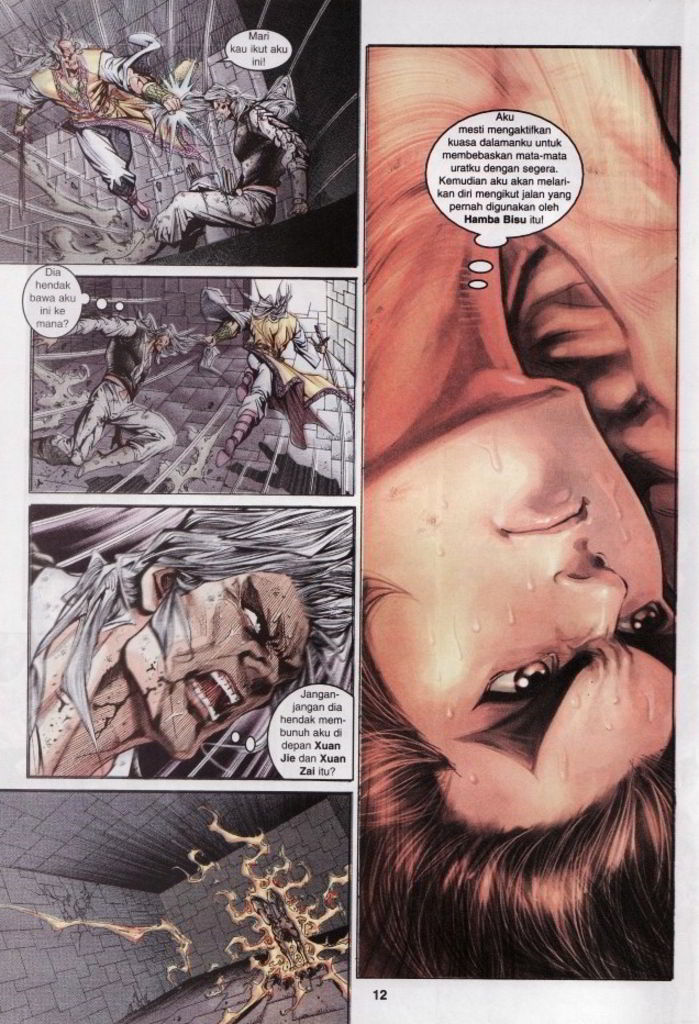 Mari
kau ikut aku
ini!
Dia
hendak
bawa aku
ini ke
mana?
Jangan-
jangan dia
hendak mem-
bunuh aku di
depan Xuan
Jie dan Xuan
Zai itu?
Aku
mesti mengaktifkan
kuasa dalamanku untuk
membebaskan mata-mata
uratku dengan segera.
Kemudian aku akan melari-
kan diri mengikut jalan yang
pernah digunakan oleh
Hamba Bisu itu!
12